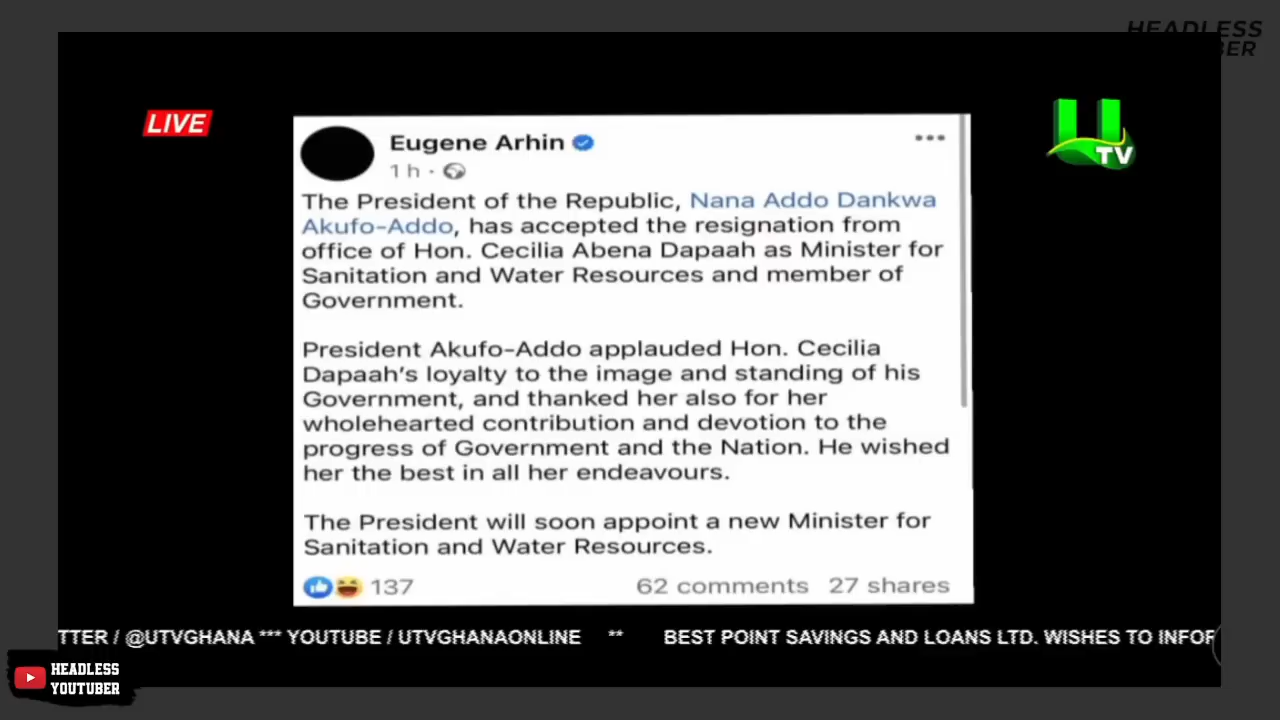 HEADLESS
LIVE
U
TV
Eugene Arhin
1 h ·
The President of the Republic, Nana Addo Dankwa
Akufo-Addo, has accepted the resignation from
office of Hon. Cecilia Abena Dapaah as Minister for
Sanitation and Water Resources and member of
Government.
President Akufo-Addo applauded Hon. Cecilia
Dapaah's loyalty to the image and standing of his
Government, and thanked her also for her
wholehearted contribution and devotion to the
progress of Government and the Nation. He wished
her the best in all her endeavours.
The President will soon appoint a new Minister for
Sanitation and Water Resources.
137 62 comments 27 shares
TTER / @UTVGHANA *** YOUTUBE / UTVGHANAONLINE ** BEST POINT SAVINGS AND LOANS LTD. WISHES TO INFOR
HEADLESS
YOUTUBER